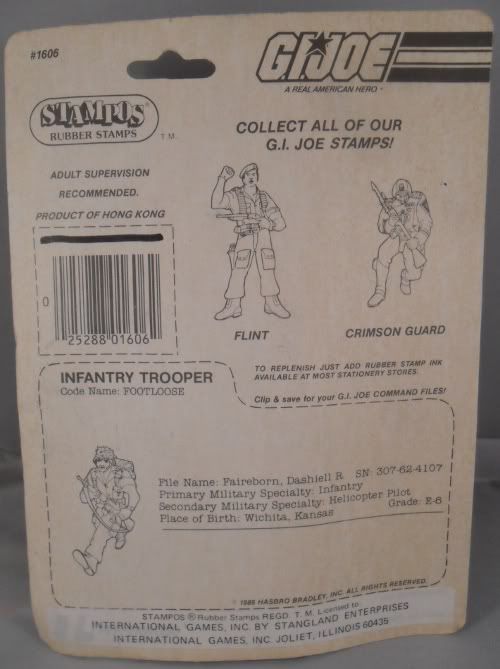 #1606
G.I.JOE
A REAL AMERICAN HERO
STAMPOS®
RUBBER STAMPS T M.
COLLECT ALL OF OUR
G.I. JOE STAMPS!
ADULT SUPERVISION
RECOMMENDED.
PRODUCT OF HONG KONG
0 25288 01606
FLINT
CRIMSON GUARD
TO REPLENISH JUST ADD RUBBER STAMP INK
AVAILABLE AT MOST STATIONERY STORES.
Clip & save for your G.I. JOE COMMAND FILES!
INFANTRY TROOPER
Code Name: FOOTLOOSE
File Name: Faireborn, Dashiell R. SN: 307-62-4107
Primary Military Specialty: Infantry
Secondary Military Specialty: Helicopter Pilot
Place of Birth: Wichita, Kansas Grade: E-6
1986 HASBRO BRADLEY, INC. ALL RIGHTS RESERVED.
STAMPOS ® Rubber Stamps REGD. T. M. Licensed to
INTERNATIONAL GAMES, INC. BY STANGLAND ENTERPRISES
INTERNATIONAL GAMES, INC. JOLIET, ILLINOIS 60435